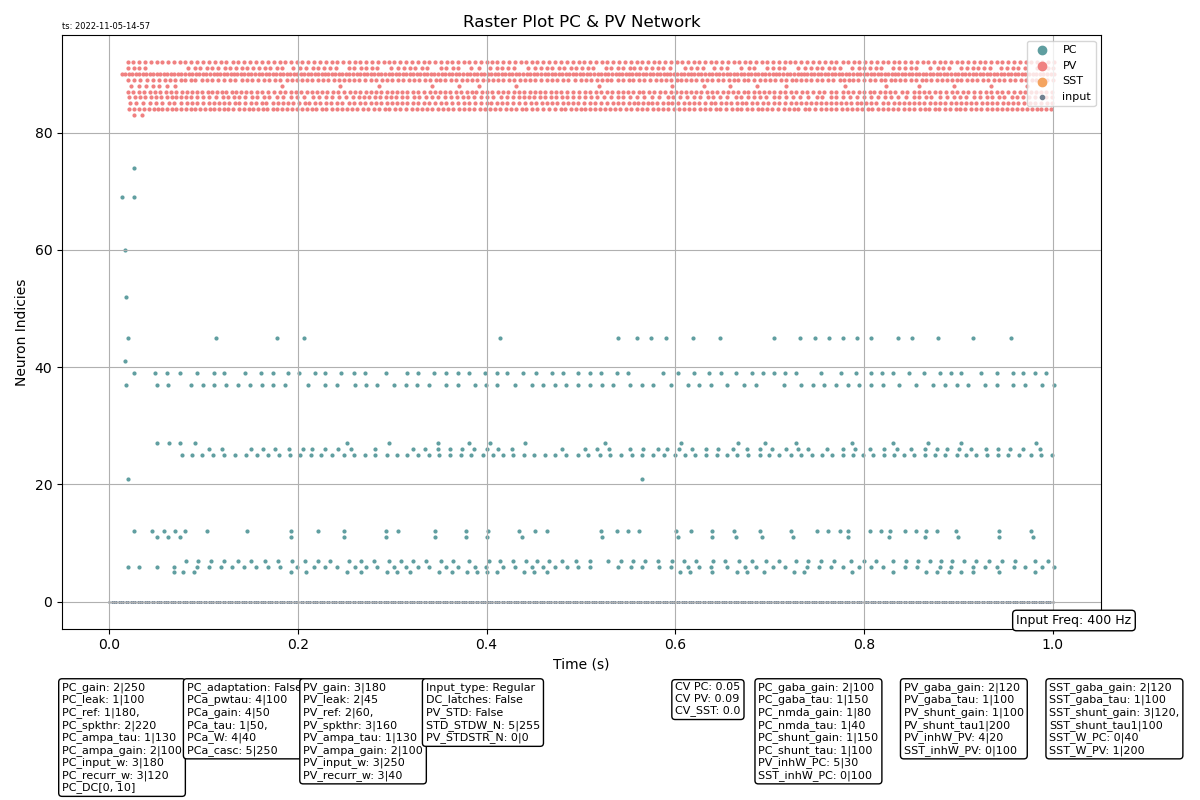 ts: 2022-11-05-14-57
Raster Plot PC & PV Network
PC
PV
SST
input
Neuron Indicies
80
60
40
20
0
0.0
0.2
0.4
0.6
0.8
1.0
Time (s)
Input Freq: 400 Hz
PC_gain: 2|250
PC_leak: 1|100
PC_ref: 1|180,
PC_spkthr: 2|220
PC_ampa_tau: 1|130
PC_ampa_gain: 2|100
PC_input_w: 3|180
PC_recurr_w: 3|120
PC_DC[0, 10]
PC_adaptation: False
PCa_pwtau: 4|100
PCa_gain: 4|50
PCa_tau: 1|50,
PCa_W: 4|40
PCa_casc: 5|250
PV_gain: 3|180
PV_leak: 2|45
PV_ref: 2|60,
PV_spkthr: 3|160
PV_ampa_tau: 1|130
PV_ampa_gain: 2|100
PV_input_w: 3|250
PV_recurr_w: 3|40
Input_type: Regular
DC_latches: False
PV_STD: False
STD_STDW_N: 5|255
PV_STDSTR_N: 0|0
CV PC: 0.05
CV PV: 0.09
CV_SST: 0.0
PC_gaba_gain: 2|100
PC_gaba_tau: 1|150
PC_nmda_gain: 1|80
PC_nmda_tau: 1|40
PC_shunt_gain: 1|150
PC_shunt_tau: 1|100
PV_inhW_PC: 5|30
SST_inhW_PC: 0|100
PV_gaba_gain: 2|120
PV_gaba_tau: 1|100
PV_shunt_gain: 1|100
PV_shunt_tau1|200
PV_inhW_PV: 4|20
SST_inhW_PV: 0|100
SST_gaba_gain: 2|120
SST_gaba_tau: 1|100
SST_shunt_gain: 3|120,
SST_shunt_tau1|100
SST_W_PC: 0|40
SST_W_PV: 1|200